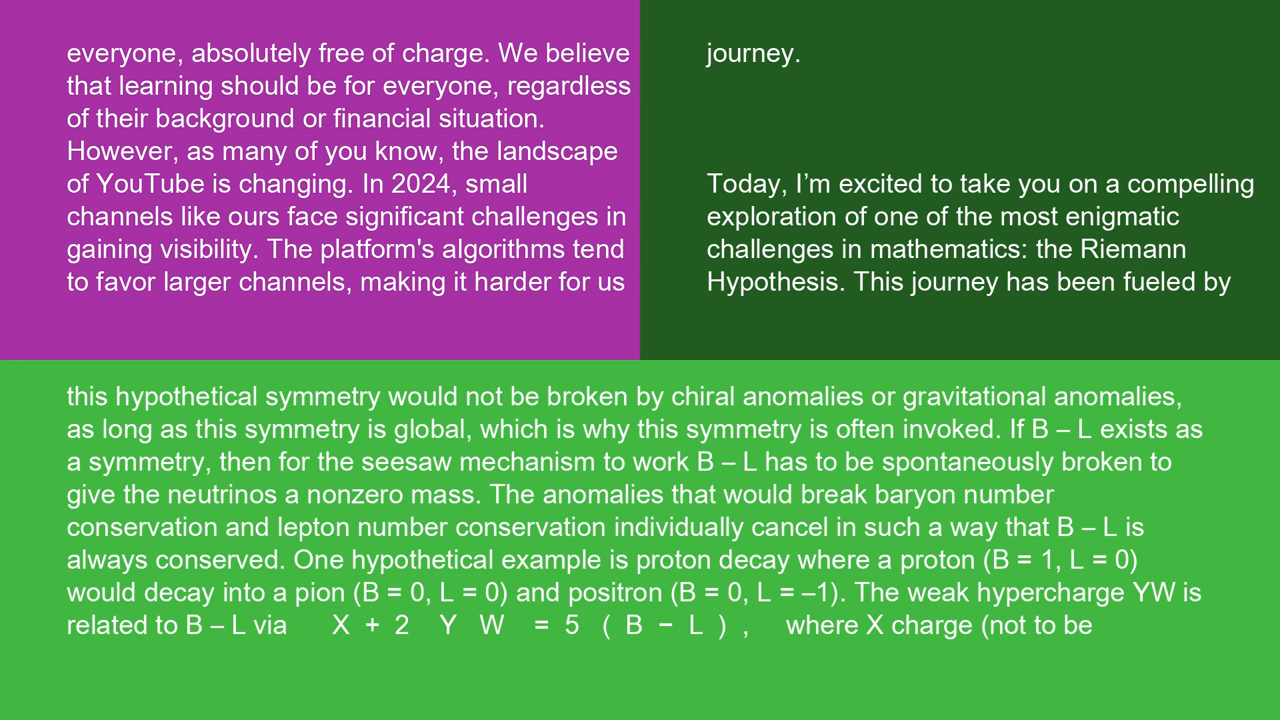 everyone, absolutely free of charge. We believe
that learning should be for everyone, regardless
of their background or financial situation.
However, as many of you know, the landscape
of YouTube is changing. In 2024, small
channels like ours face significant challenges in
gaining visibility. The platform's algorithms tend
to favor larger channels, making it harder for us
journey.
Today, I’m excited to take you on a compelling
exploration of one of the most enigmatic
challenges in mathematics: the Riemann
Hypothesis. This journey has been fueled by
this hypothetical symmetry would not be broken by chiral anomalies or gravitational anomalies,
as long as this symmetry is global, which is why this symmetry is often invoked. If B – L exists as
a symmetry, then for the seesaw mechanism to work B – L has to be spontaneously broken to
give the neutrinos a nonzero mass. The anomalies that would break baryon number
conservation and lepton number conservation individually cancel in such a way that B – L is
always conserved. One hypothetical example is proton decay where a proton (B = 1, L = 0)
would decay into a pion (B = 0, L = 0) and positron (B = 0, L = –1). The weak hypercharge YW is
related to B – L via X + 2 Y W = 5 ( B − L ) , where X charge (not to be